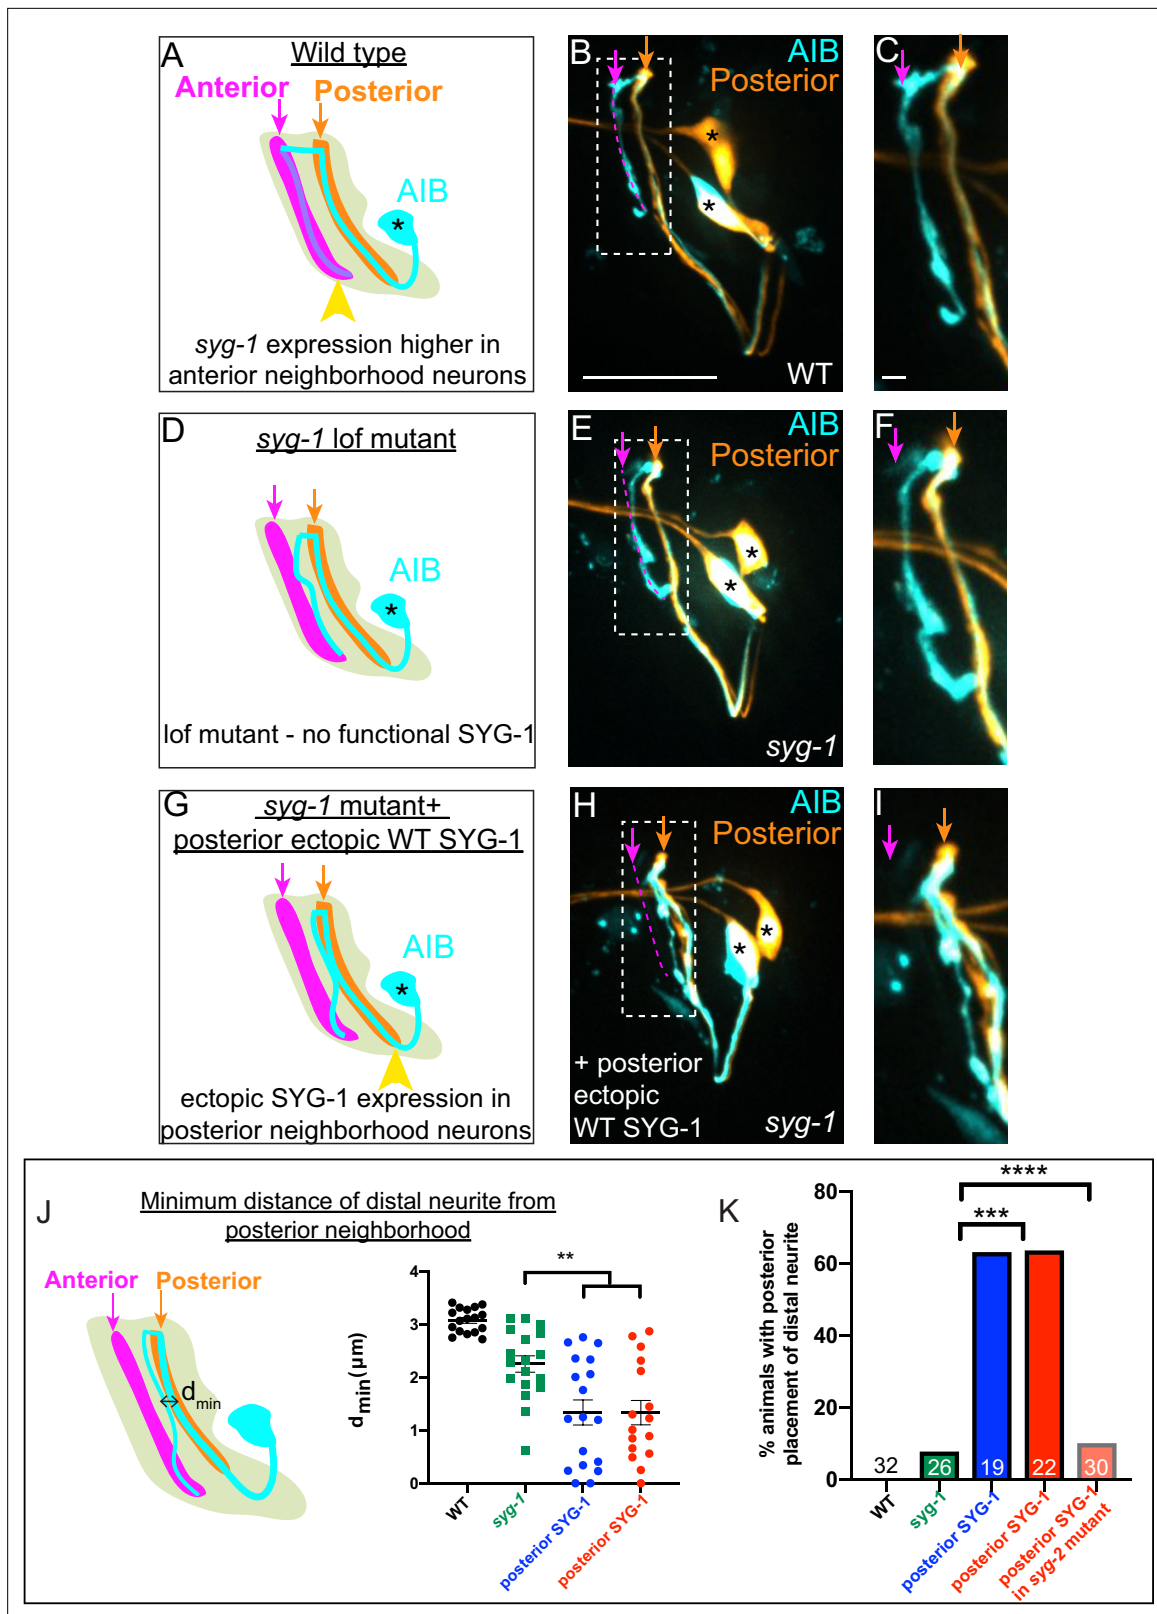 A
Wild type
Anterior
Posterior
AIB
*
syg-1 expression higher in
anterior neighborhood neurons
B
AIB
Posterior
*
*
WT
C
D
syg-1 lof mutant
AIB
*
lof mutant - no functional SYG-1
E
AIB
Posterior
*
*
syg-1
F
G
syg-1 mutant+
posterior ectopic WT SYG-1
AIB
*
ectopic SYG-1 expression in
posterior neighborhood neurons
H
AIB
Posterior
*
*
+ posterior
ectopic
WT SYG-1
syg-1
I
J
Minimum distance of distal neurite from
posterior neighborhood
Anterior
Posterior
dmin
dmin(µm)
4
3
2
1
0
**
WT
syg-1
posterior SYG-1
posterior SYG-1
K
% animals with posterior
placement of distal neurite
80
60
40
20
0
****
***
32
26
19
22
30
WT
syg-1
posterior SYG-1
posterior SYG-1
posterior SYG-1
in syg-2 mutant